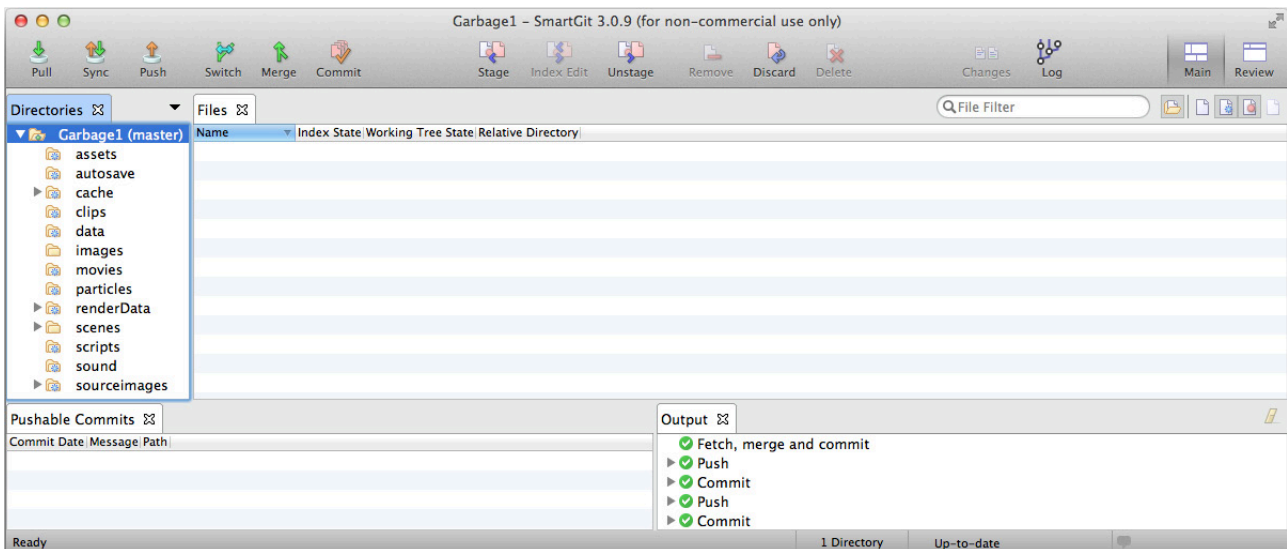 Garbage1 – SmartGit 3.0.9 (for non-commercial use only)
Pull Sync Push Switch Merge Commit Stage Index Edit Unstage Remove Discard Delete Changes Log Main Review
Directories Files File Filter
Garbage1 (master) Name Index State Working Tree State Relative Directory
assets
autosave
cache
clips
data
images
movies
particles
renderData
scenes
scripts
sound
sourceimages
Pushable Commits Output
Commit Date Message Path Fetch, merge and commit
Push
Commit
Push
Commit
Ready 1 Directory Up-to-date